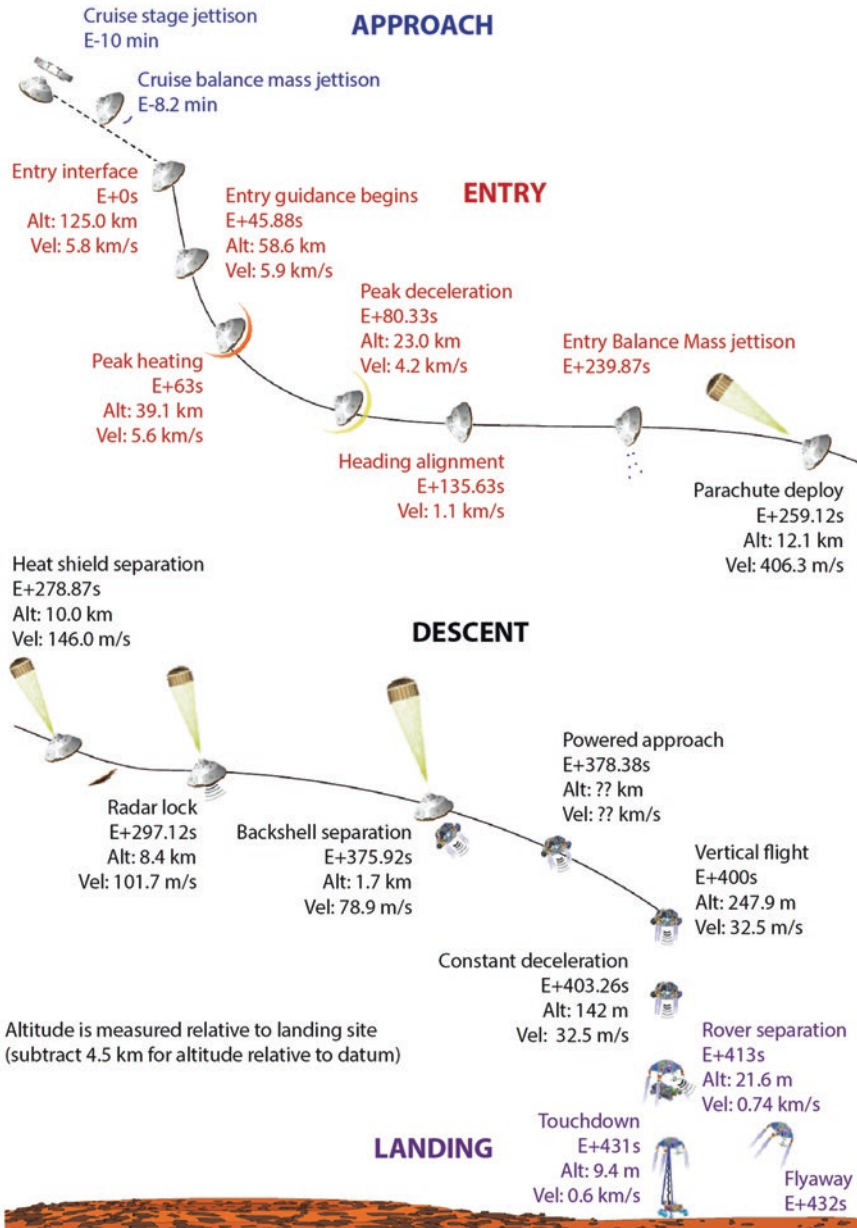 Cruise stage jettison
E-10 min
APPROACH
Cruise balance mass jettison
E-8.2 min
Entry interface
E+0s
Alt: 125.0 km
Vel: 5.8 km/s
Entry guidance begins
E+45.88s
Alt: 58.6 km
Vel: 5.9 km/s
ENTRY
Peak heating
E+63s
Alt: 39.1 km
Vel: 5.6 km/s
Peak deceleration
E+80.33s
Alt: 23.0 km
Vel: 4.2 km/s
Heading alignment
E+135.63s
Vel: 1.1 km/s
Entry Balance Mass jettison
E+239.87s
Parachute deploy
E+259.12s
Alt: 12.1 km
Vel: 406.3 m/s
Heat shield separation
E+278.87s
Alt: 10.0 km
Vel: 146.0 m/s
DESCENT
Radar lock
E+297.12s
Alt: 8.4 km
Vel: 101.7 m/s
Backshell separation
E+375.92s
Alt: 1.7 km
Vel: 78.9 m/s
Powered approach
E+378.38s
Alt: ?? km
Vel: ?? km/s
Vertical flight
E+400s
Alt: 247.9 m
Vel: 32.5 m/s
Constant deceleration
E+403.26s
Alt: 142 m
Vel: 32.5 m/s
Altitude is measured relative to landing site
(subtract 4.5 km for altitude relative to datum)
Rover separation
E+413s
Alt: 21.6 m
Vel: 0.74 km/s
LANDING
Touchdown
E+431s
Alt: 9.4 m
Vel: 0.6 km/s
Flyaway
E+432s